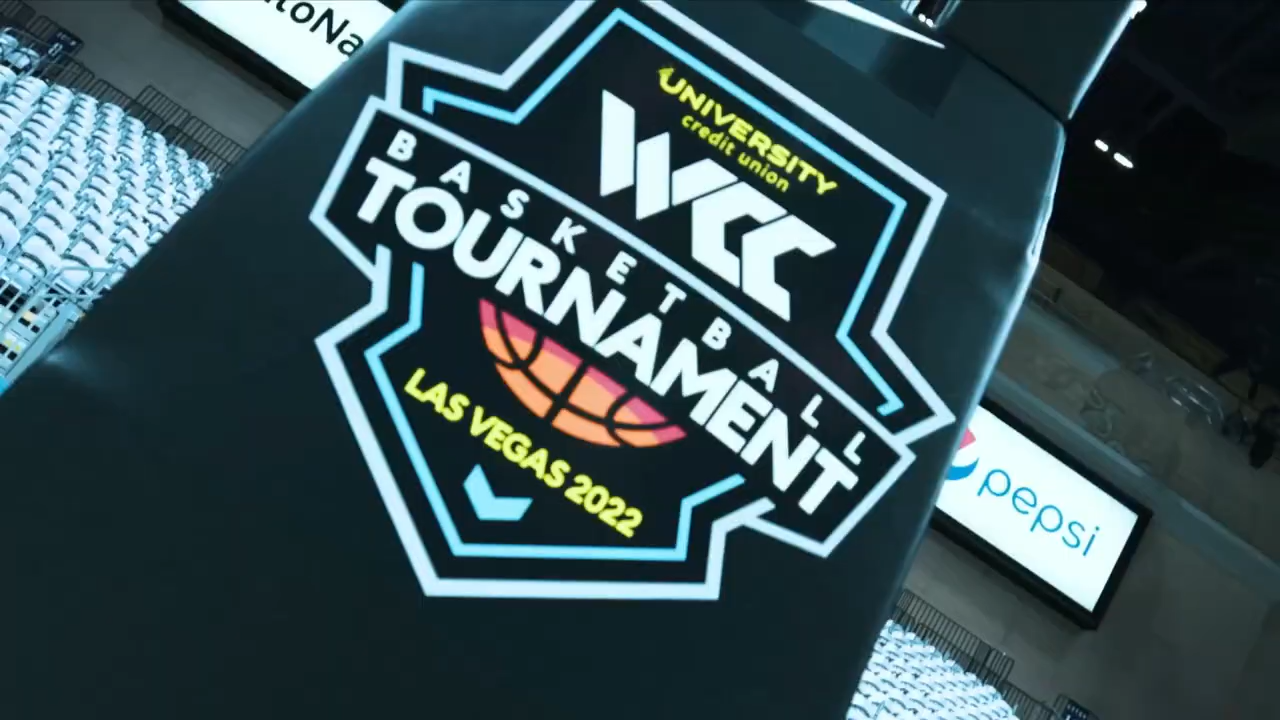 UNIVERSITY
credit union
WCC
BASKETBALL
TOURNAMENT
LAS VEGAS 2022
pepsi